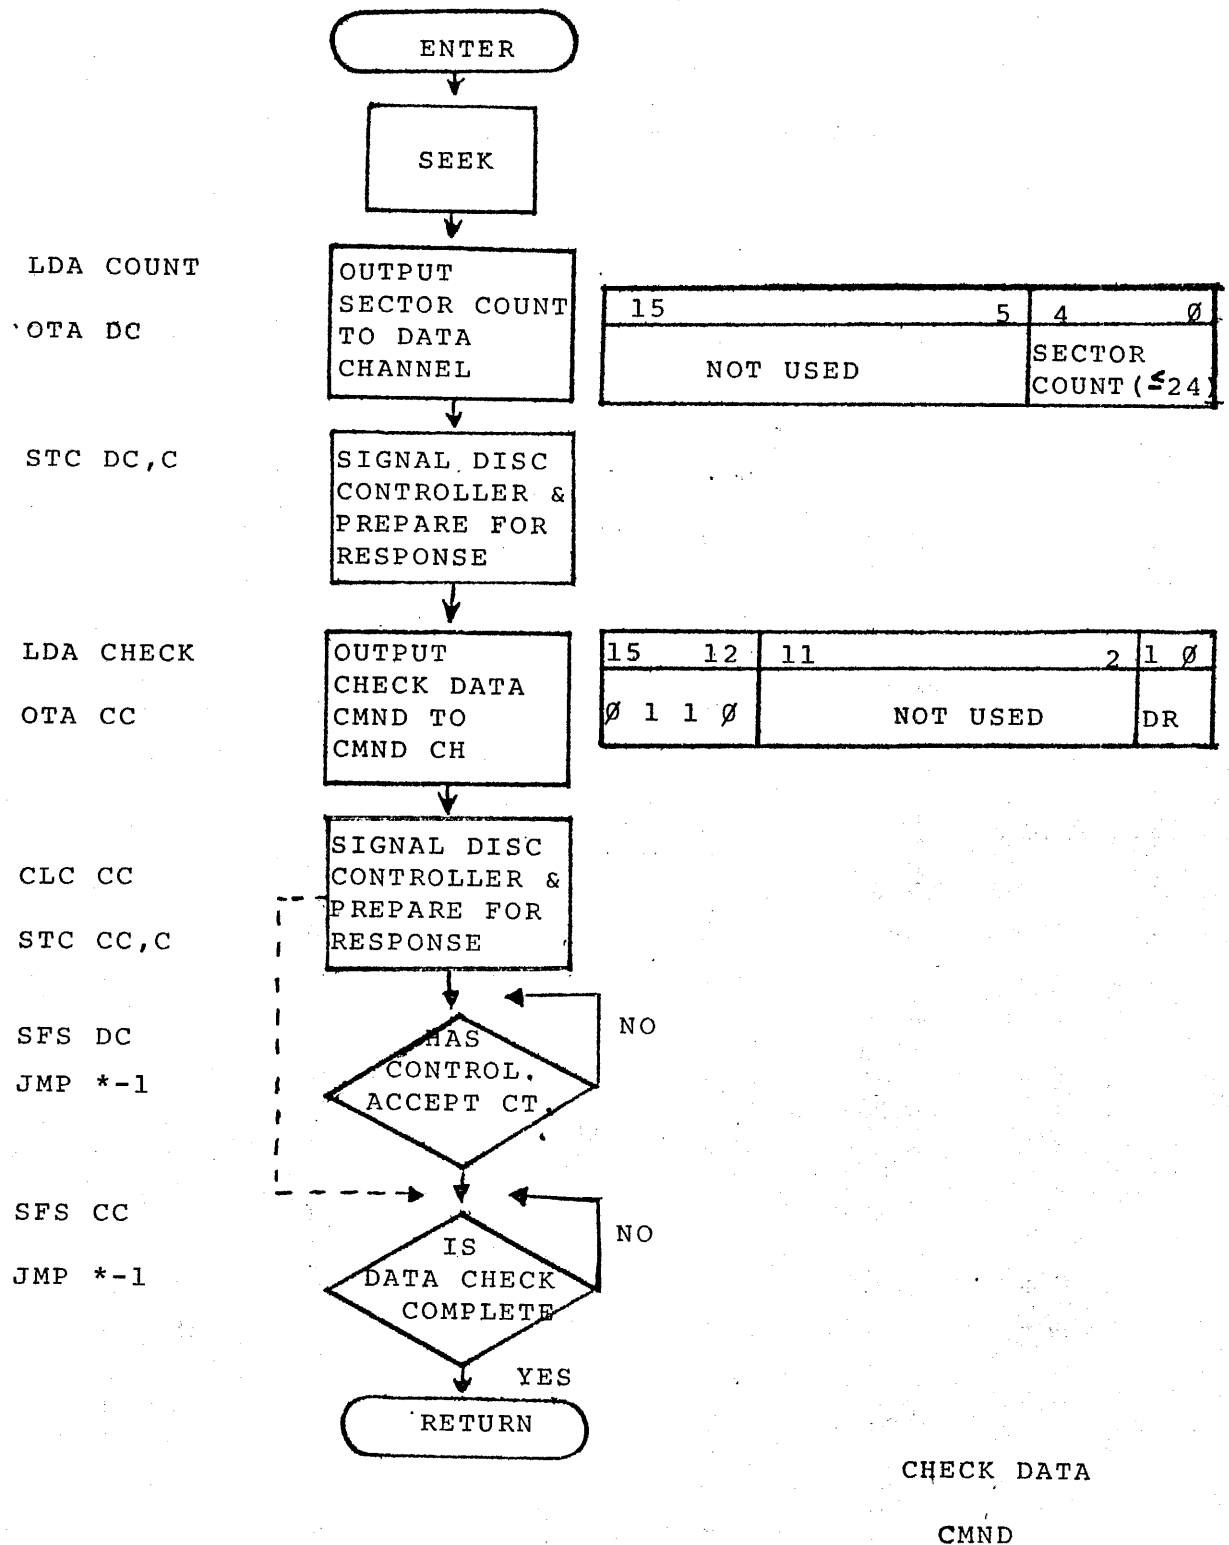 ENTER
SEEK
LDA COUNT
OTA DC
OUTPUT
SECTOR COUNT
TO DATA
CHANNEL
15 5 4 Ø
NOT USED
SECTOR
COUNT(≤24)
STC DC,C
SIGNAL DISC
CONTROLLER &
PREPARE FOR
RESPONSE
LDA CHECK
OTA CC
OUTPUT
CHECK DATA
CMND TO
CMND CH
15 12 11 2 1 Ø
Ø 1 1 Ø NOT USED DR
CLC CC
STC CC,C
SIGNAL DISC
CONTROLLER &
PREPARE FOR
RESPONSE
SFS DC
JMP *-1
HAS
CONTROL.
ACCEPT CT.
NO
SFS CC
JMP *-1
IS
DATA CHECK
COMPLETE
NO
YES
RETURN
CHECK DATA
CMND